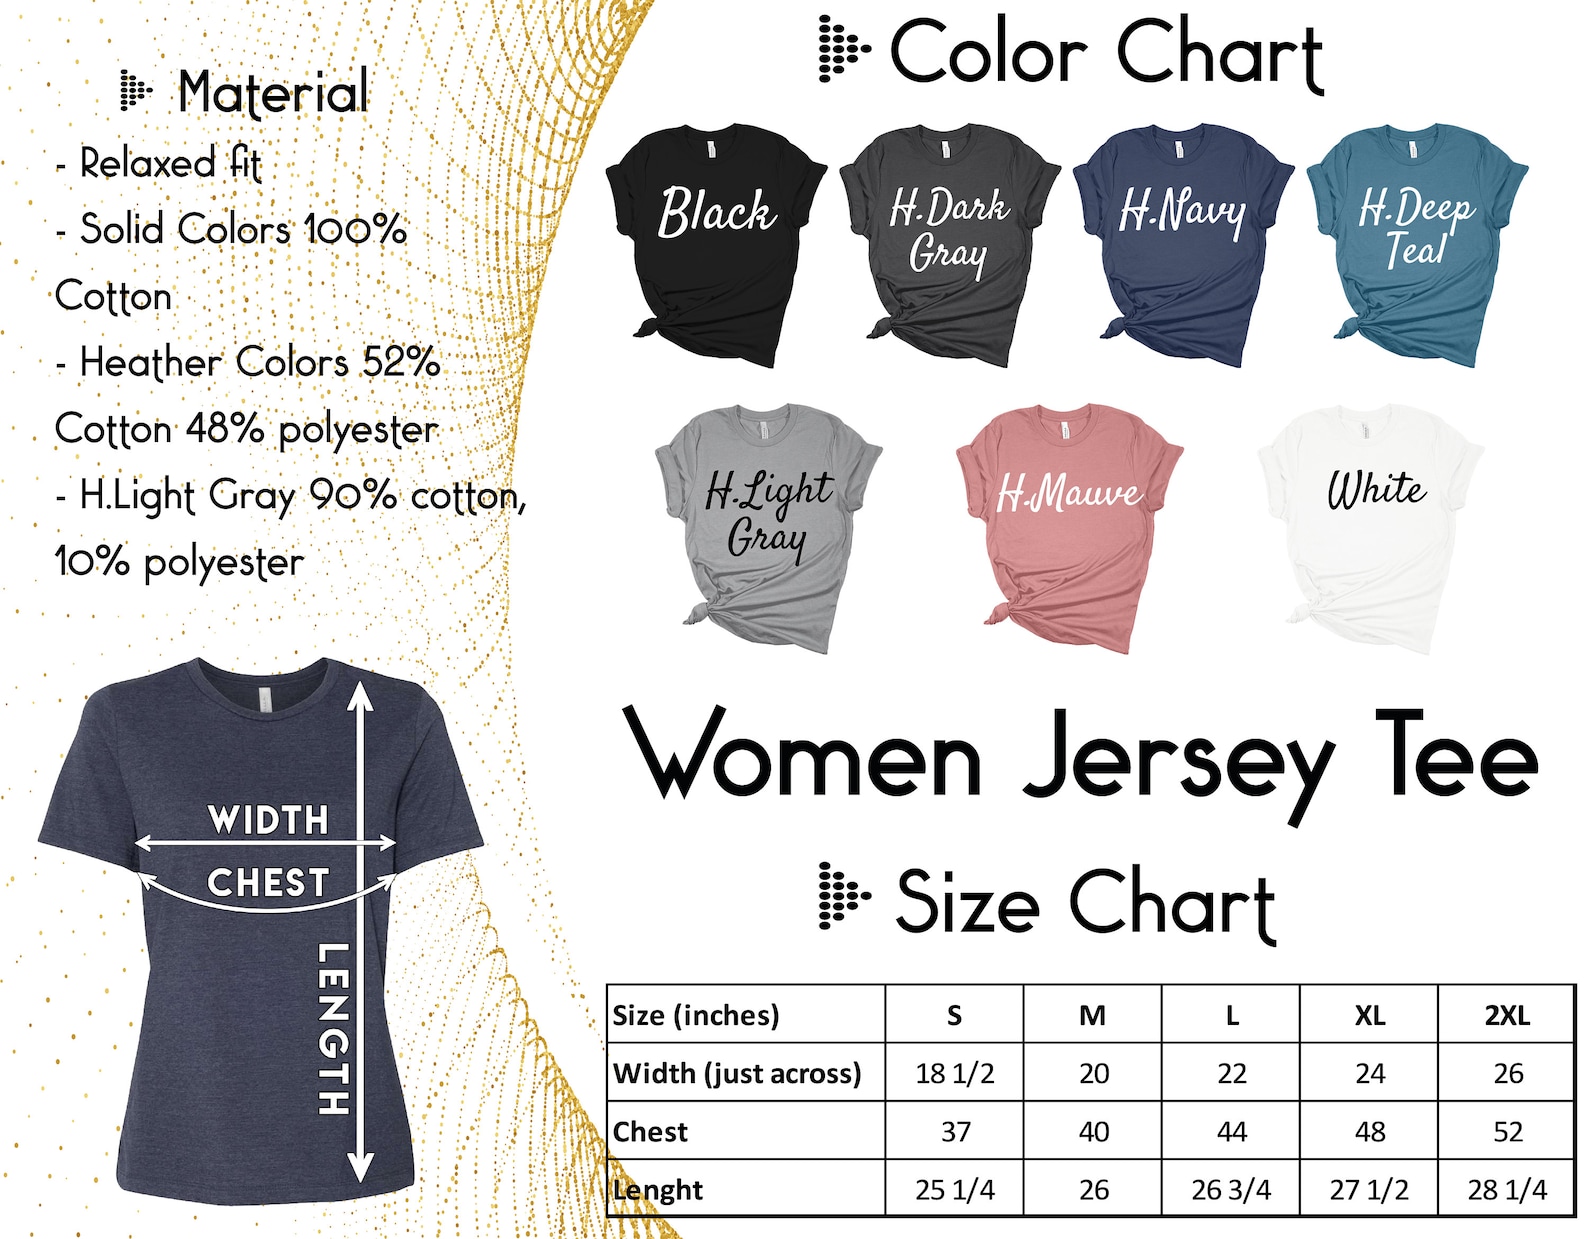 Material
- Relaxed fit
- Solid Colors 100%
Cotton
- Heather Colors 52%
Cotton 48% polyester
- H.Light Gray 90% cotton,
10% polyester
WIDTH
CHEST
LENGTH
Color Chart
Black
H.Dark
Gray
H.Navy
H.Deep
Teal
H.Light
Gray
H.Mauve
White
Women Jersey Tee
Size Chart
Size (inches) S M L XL 2XL
Width (just across) 18 1/2 20 22 24 26
Chest 37 40 44 48 52
Lenght 25 1/4 26 26 3/4 27 1/2 28 1/4